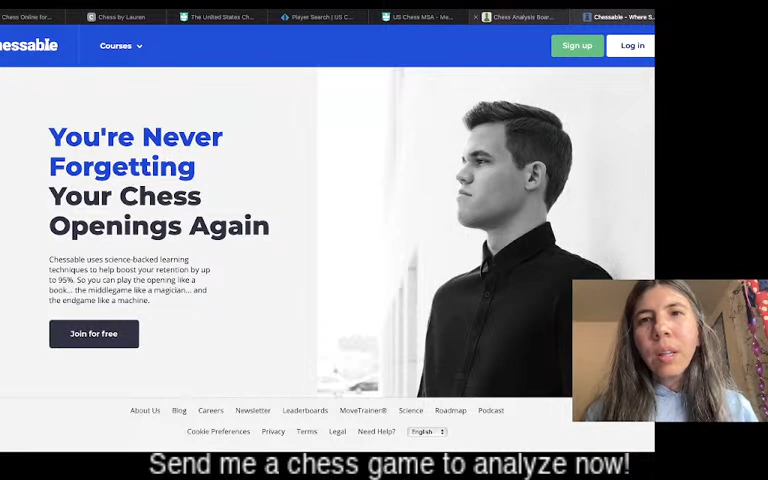 Chess Online for...
Chess by Lauren
The United States Ch...
Player Search | US C...
US Chess MSA - Me...
Chess Analysis Boar...
Chessable - Where S...
hessable
Courses
Sign up
Log in
You're Never
Forgetting
Your Chess
Openings Again
Chessable uses science-backed learning
techniques to help boost your retention by up
to 95%. So you can play the opening like a
book... the middlegame like a magician... and
the endgame like a machine.
Join for free
About Us Blog Careers Newsletter Leaderboards MoveTrainer® Science Roadmap Podcast
Cookie Preferences Privacy Terms Legal Need Help? English
Send me a chess game to analyze now!